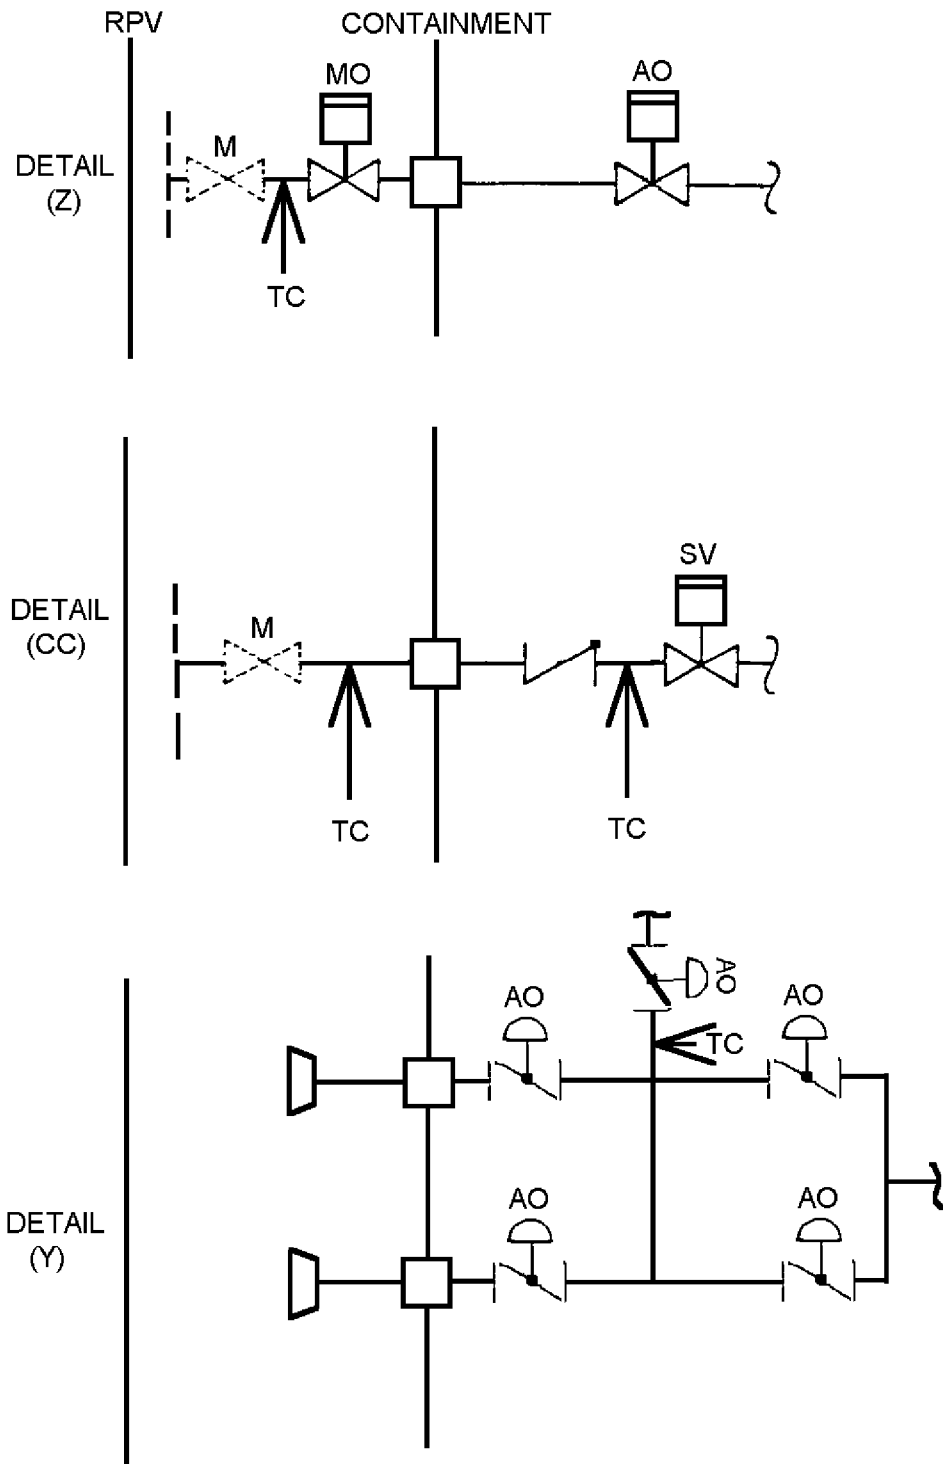 RPV
CONTAINMENT
MO
AO
M
DETAIL
(Z)
TC
SV
M
DETAIL
(CC)
TC
TC
AO
AO
AO
TC
AO
AO
DETAIL
(Y)